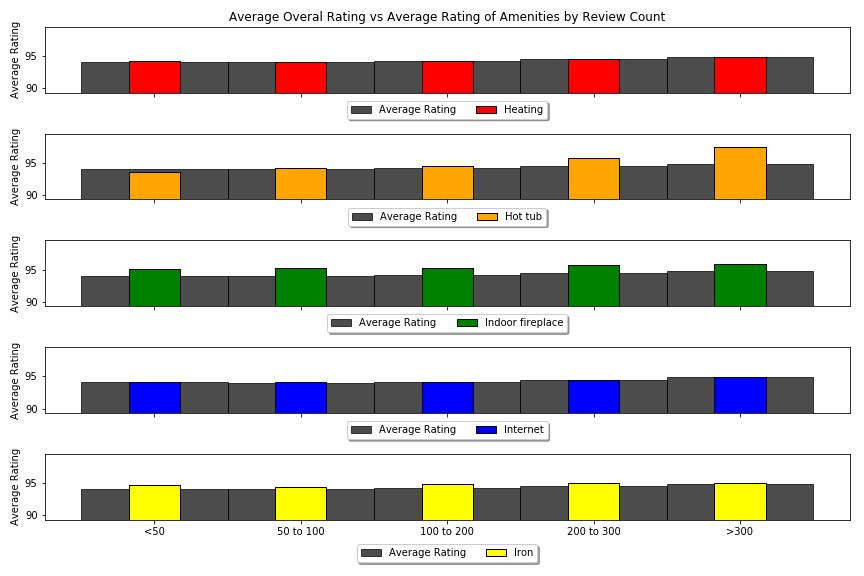 Average Overal Rating vs Average Rating of Amenities by Review Count
Average Rating
95
90
Average Rating Heating
Average Rating
95
90
Average Rating Hot tub
Average Rating
95
90
Average Rating Indoor fireplace
Average Rating
95
90
Average Rating Internet
Average Rating
95
90
<50 50 to 100 100 to 200 200 to 300 >300
Average Rating Iron